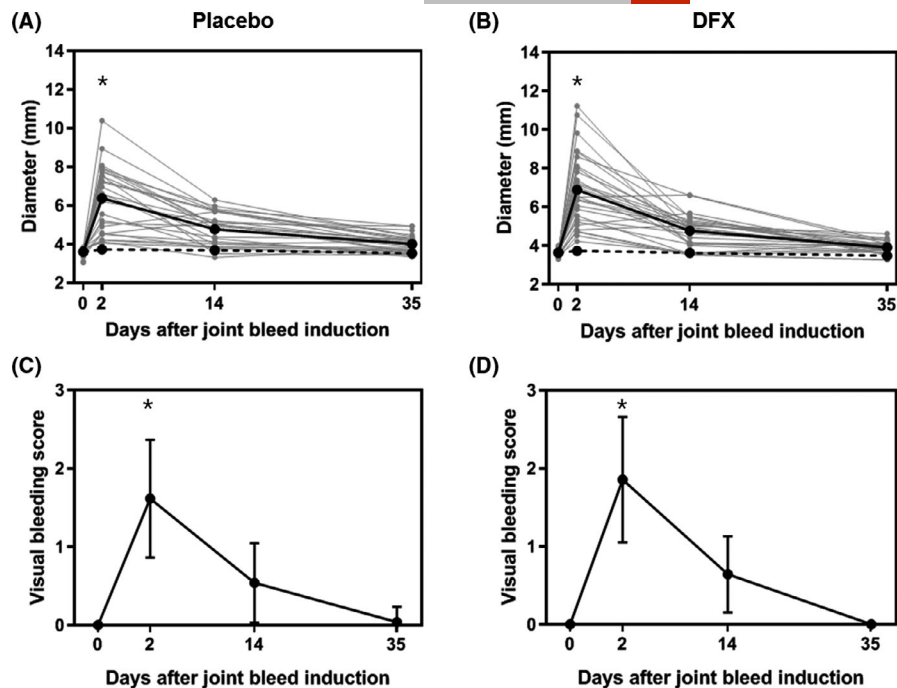 (A)
Placebo
14
*
12
10
8
6
4
2
Diameter (mm)
0 2 14 35
Days after joint bleed induction
(B)
DFX
14
*
12
10
8
6
4
2
Diameter (mm)
0 2 14 35
Days after joint bleed induction
(C)
3
*
2
1
0
Visual bleeding score
0 2 14 35
Days after joint bleed induction
(D)
3
*
2
1
0
Visual bleeding score
0 2 14 35
Days after joint bleed induction